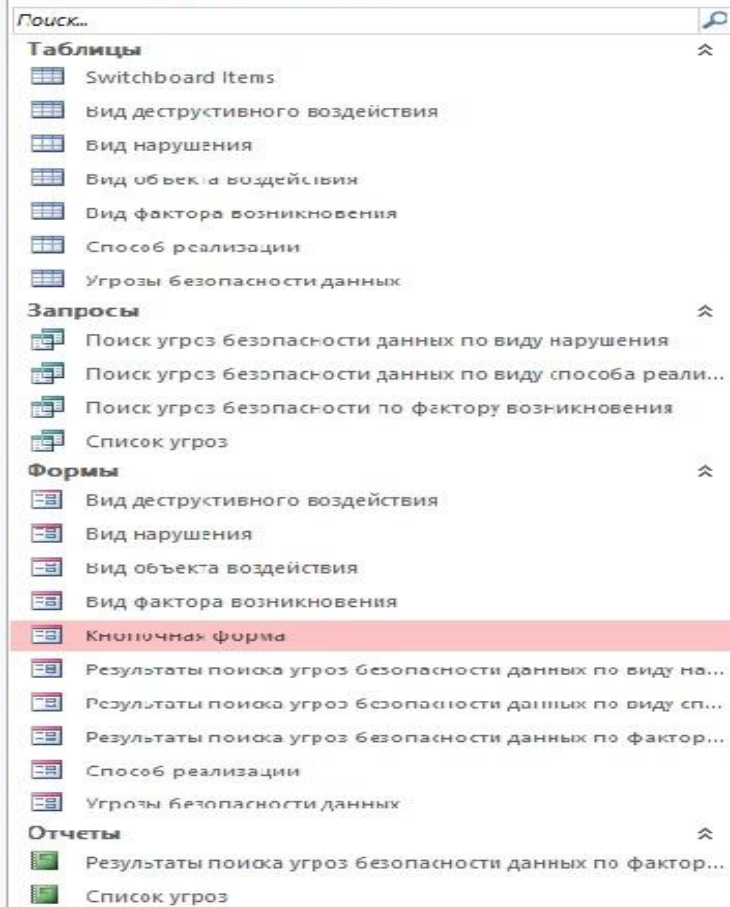 Поиск...
Таблицы
Switchboard Items
Вид деструктивного воздействия
Вид нарушения
Вид объекта воздействия
Вид фактора возникновения
Способ реализации
Угрозы безопасности данных
Запросы
Поиск угроз безопасности данных по виду нарушения
Поиск угроз безопасности данных по виду способа реали...
Поиск угроз безопасности по фактору возникновения
Список угроз
Формы
Вид деструктивного воздействия
Вид нарушения
Вид объекта воздействия
Вид фактора возникновения
Кнопочная форма
Результаты поиска угроз безопасности данных по виду на...
Результаты поиска угроз безопасности данных по виду сп...
Результаты поиска угроз безопасности данных по фактор...
Способ реализации
Угрозы безопасности данных
Отчеты
Результаты поиска угроз безопасности данных по фактор...
Список угроз